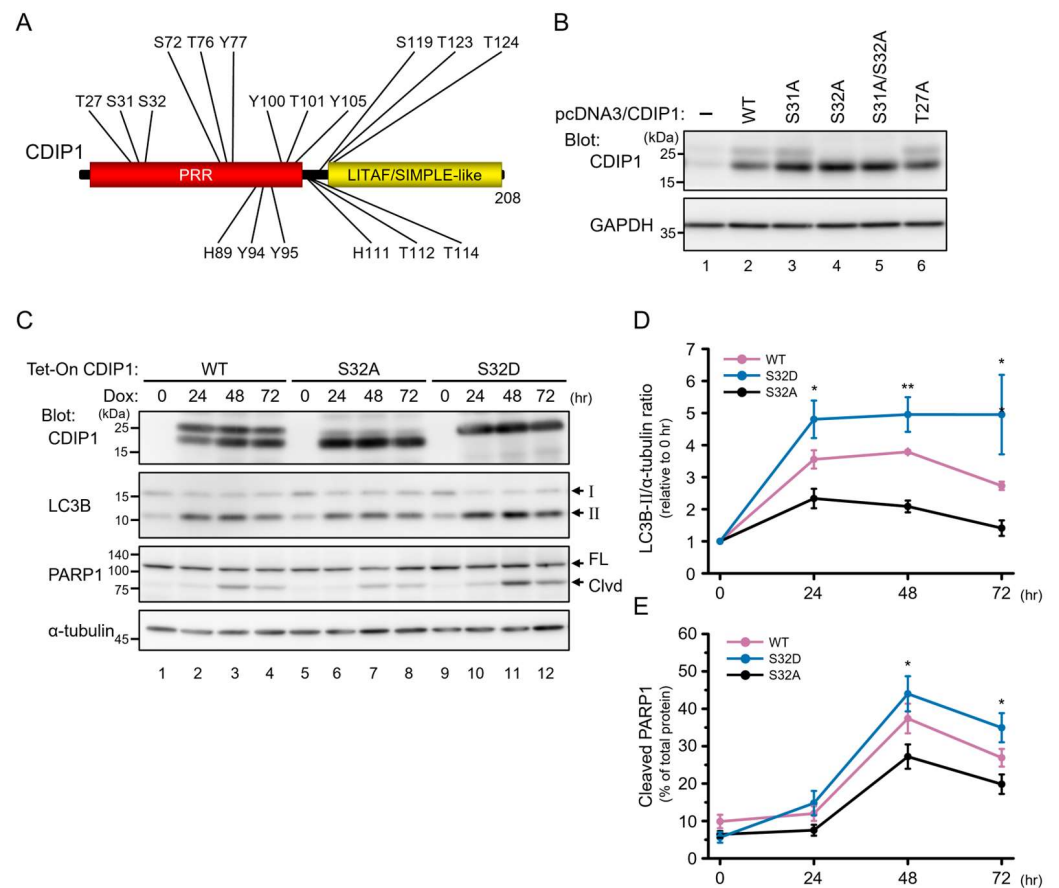 A
S72 T76 Y77
S119 T123 T124
T27 S31 S32
Y100 T101 Y105
CDIP1
PRR
LITAF/SIMPLE-like
208
H89 Y94 Y95
H111 T112 T114
B
pcDNA3/CDIP1: – WT S31A S32A S31A/S32A T27A
Blot: (kDa)
CDIP1
25
15
GAPDH
35
1 2 3 4 5 6
C
Tet-On CDIP1: WT S32A S32D
Dox: 0 24 48 72 0 24 48 72 0 24 48 72 (hr)
Blot: (kDa)
CDIP1
25
15
LC3B
15
10
I
II
PARP1
140
100
75
FL
Clvd
α-tubulin
45
1 2 3 4 5 6 7 8 9 10 11 12
D
LC3B-II/α-tubulin ratio
(relative to 0 hr)
7
6
5
4
3
2
1
0
WT
S32D
S32A
*
**
*
*
0 24 48 72 (hr)
E
Cleaved PARP1
(% of total protein)
60
50
40
30
20
10
0
WT
S32D
S32A
*
*
0 24 48 72 (hr)